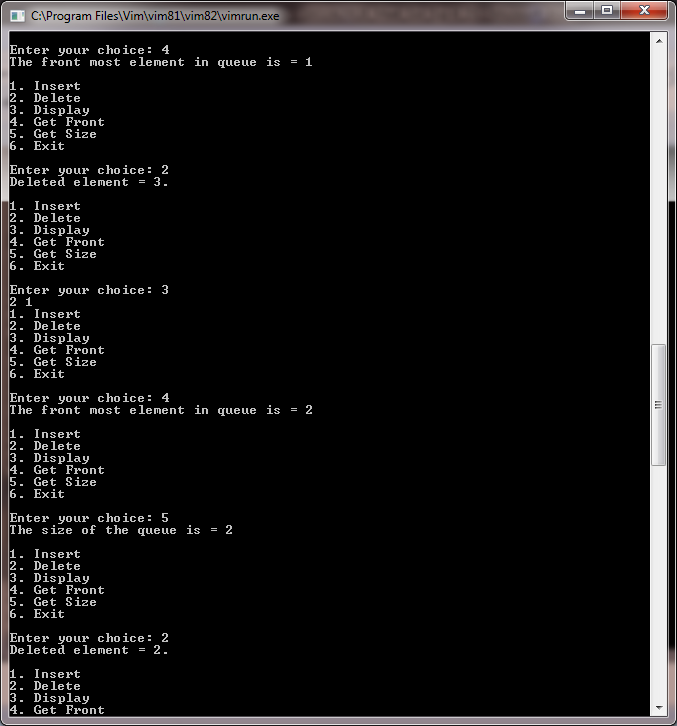 C:\Program Files\Vim\vim81\vim82\vimrun.exe
Enter your choice: 4
The front most element in queue is = 1
1. Insert
2. Delete
3. Display
4. Get Front
5. Get Size
6. Exit
Enter your choice: 2
Deleted element = 3.
1. Insert
2. Delete
3. Display
4. Get Front
5. Get Size
6. Exit
Enter your choice: 3
2 1
1. Insert
2. Delete
3. Display
4. Get Front
5. Get Size
6. Exit
Enter your choice: 4
The front most element in queue is = 2
1. Insert
2. Delete
3. Display
4. Get Front
5. Get Size
6. Exit
Enter your choice: 5
The size of the queue is = 2
1. Insert
2. Delete
3. Display
4. Get Front
5. Get Size
6. Exit
Enter your choice: 2
Deleted element = 2.
1. Insert
2. Delete
3. Display
4. Get Front